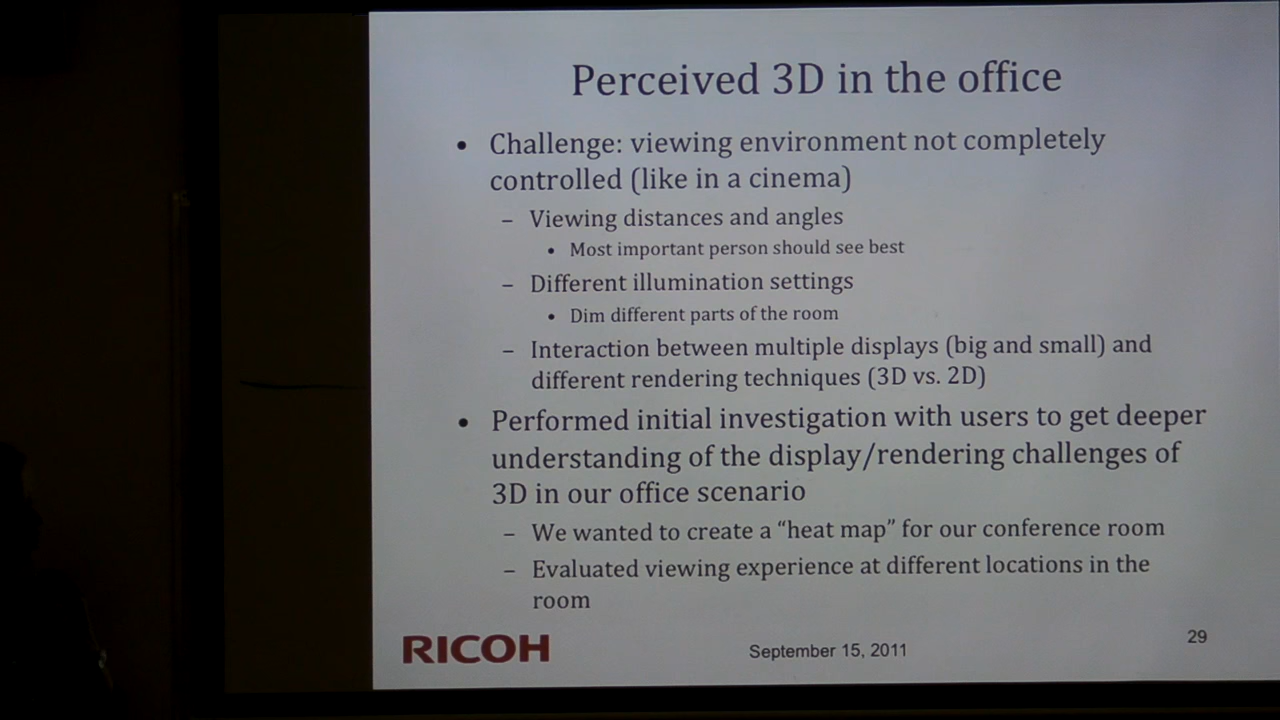 Perceived 3D in the office
• Challenge: viewing environment not completely
controlled (like in a cinema)
– Viewing distances and angles
• Most important person should see best
– Different illumination settings
• Dim different parts of the room
– Interaction between multiple displays (big and small) and
different rendering techniques (3D vs. 2D)
• Performed initial investigation with users to get deeper
understanding of the display/rendering challenges of
3D in our office scenario
– We wanted to create a “heat map” for our conference room
– Evaluated viewing experience at different locations in the
room
RICOH
September 15, 2011
29